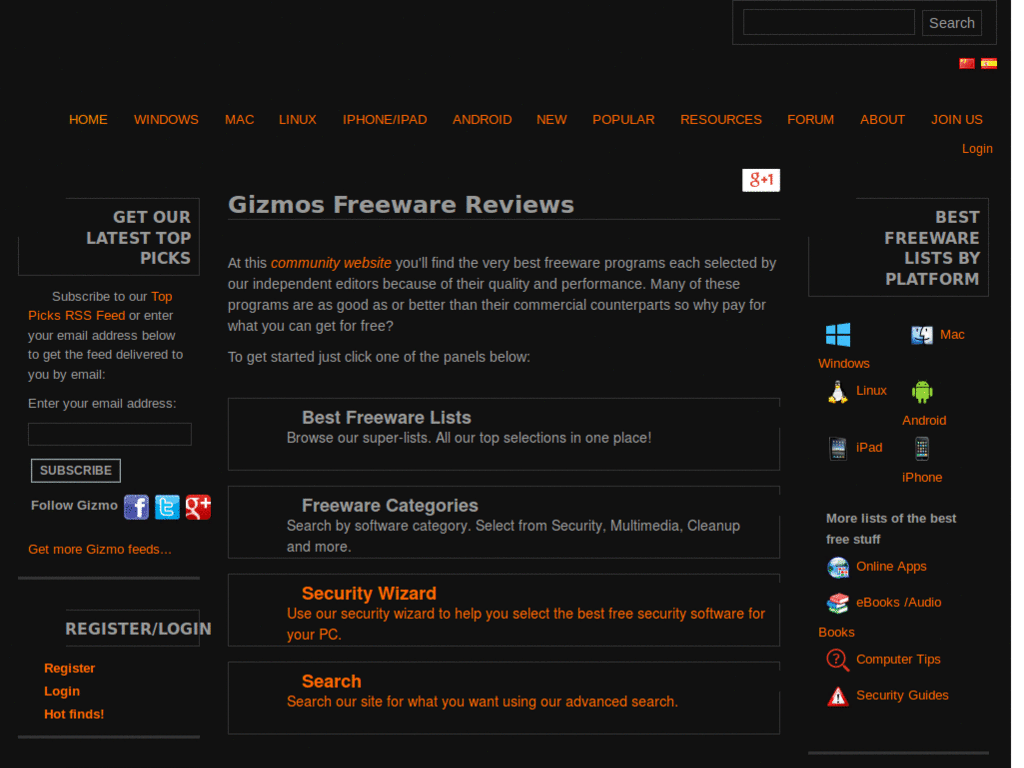 Search
HOME WINDOWS MAC LINUX IPHONE/IPAD ANDROID NEW POPULAR RESOURCES FORUM ABOUT JOIN US
Login
GET OUR
LATEST TOP
PICKS
Subscribe to our Top
Picks RSS Feed or enter
your email address below
to get the feed delivered to
you by email:
Enter your email address:
SUBSCRIBE
Follow Gizmo f t g+
Get more Gizmo feeds...
REGISTER/LOGIN
Register
Login
Hot finds!
g+1
Gizmos Freeware Reviews
At this community website you'll find the very best freeware programs each selected by
our independent editors because of their quality and performance. Many of these
programs are as good as or better than their commercial counterparts so why pay for
what you can get for free?
To get started just click one of the panels below:
Best Freeware Lists
Browse our super-lists. All our top selections in one place!
Freeware Categories
Search by software category. Select from Security, Multimedia, Cleanup
and more.
Security Wizard
Use our security wizard to help you select the best free security software for
your PC.
Search
Search our site for what you want using our advanced search.
BEST
FREEWARE
LISTS BY
PLATFORM
Mac
Windows
Linux
Android
iPad
iPhone
More lists of the best
free stuff
Online Apps
eBooks /Audio
Books
Computer Tips
Security Guides